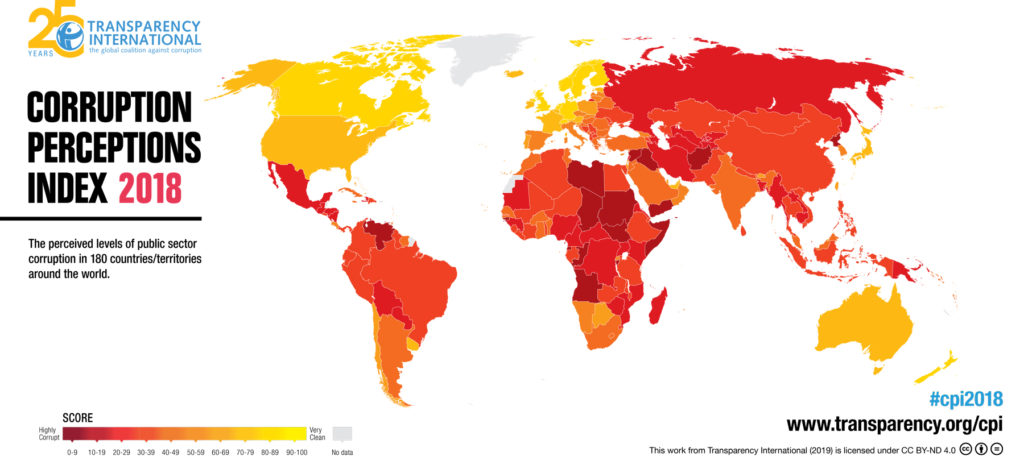 25
YEARS
TRANSPARENCY
INTERNATIONAL
the global coalition against corruption
CORRUPTION
PERCEPTIONS
INDEX 2018
The perceived levels of public sector
corruption in 180 countries/territories
around the world.
SCORE
Highly
Corrupt
Very
Clean
0-9 10-19 20-29 30-39 40-49 50-59 60-69 70-79 80-89 90-100 No data
#cpi2018
www.transparency.org/cpi
This work from Transparency International (2019) is licensed under CC BY-ND 4.0